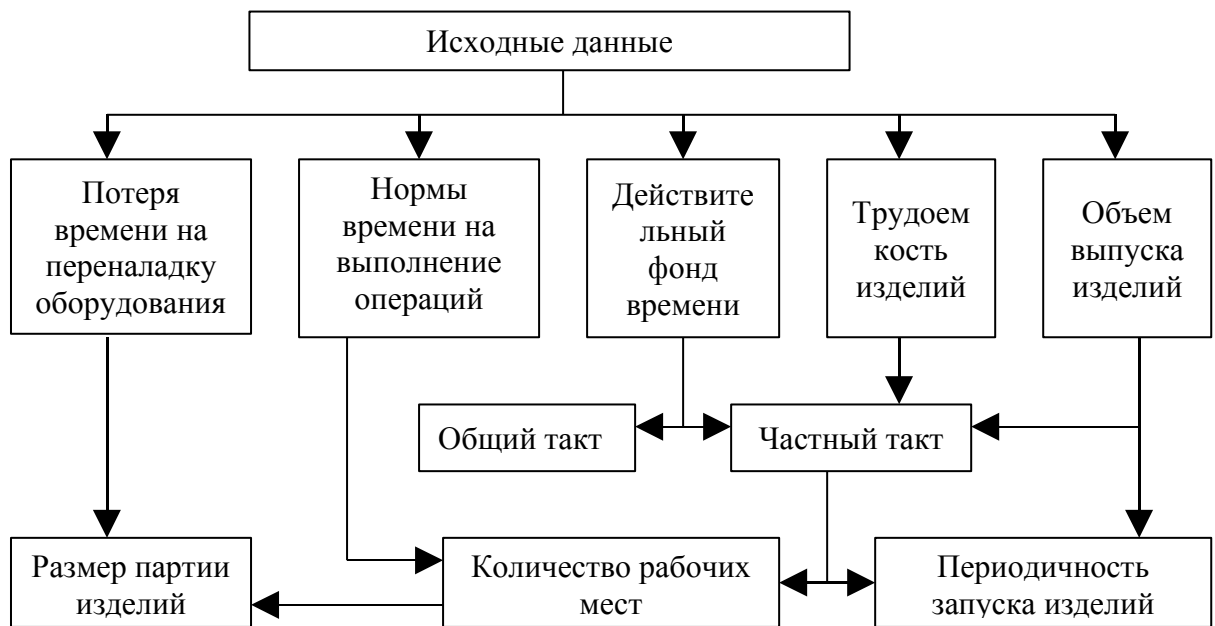 Исходные данные
Потеря
времени на
переналадку
оборудования
Нормы
времени на
выполнение
операций
Действите
льный
фонд
времени
Трудоем
кость
изделий
Объем
выпуска
изделий
Общий такт
Частный такт
Размер партии
изделий
Количество рабочих
мест
Периодичность
запуска изделий